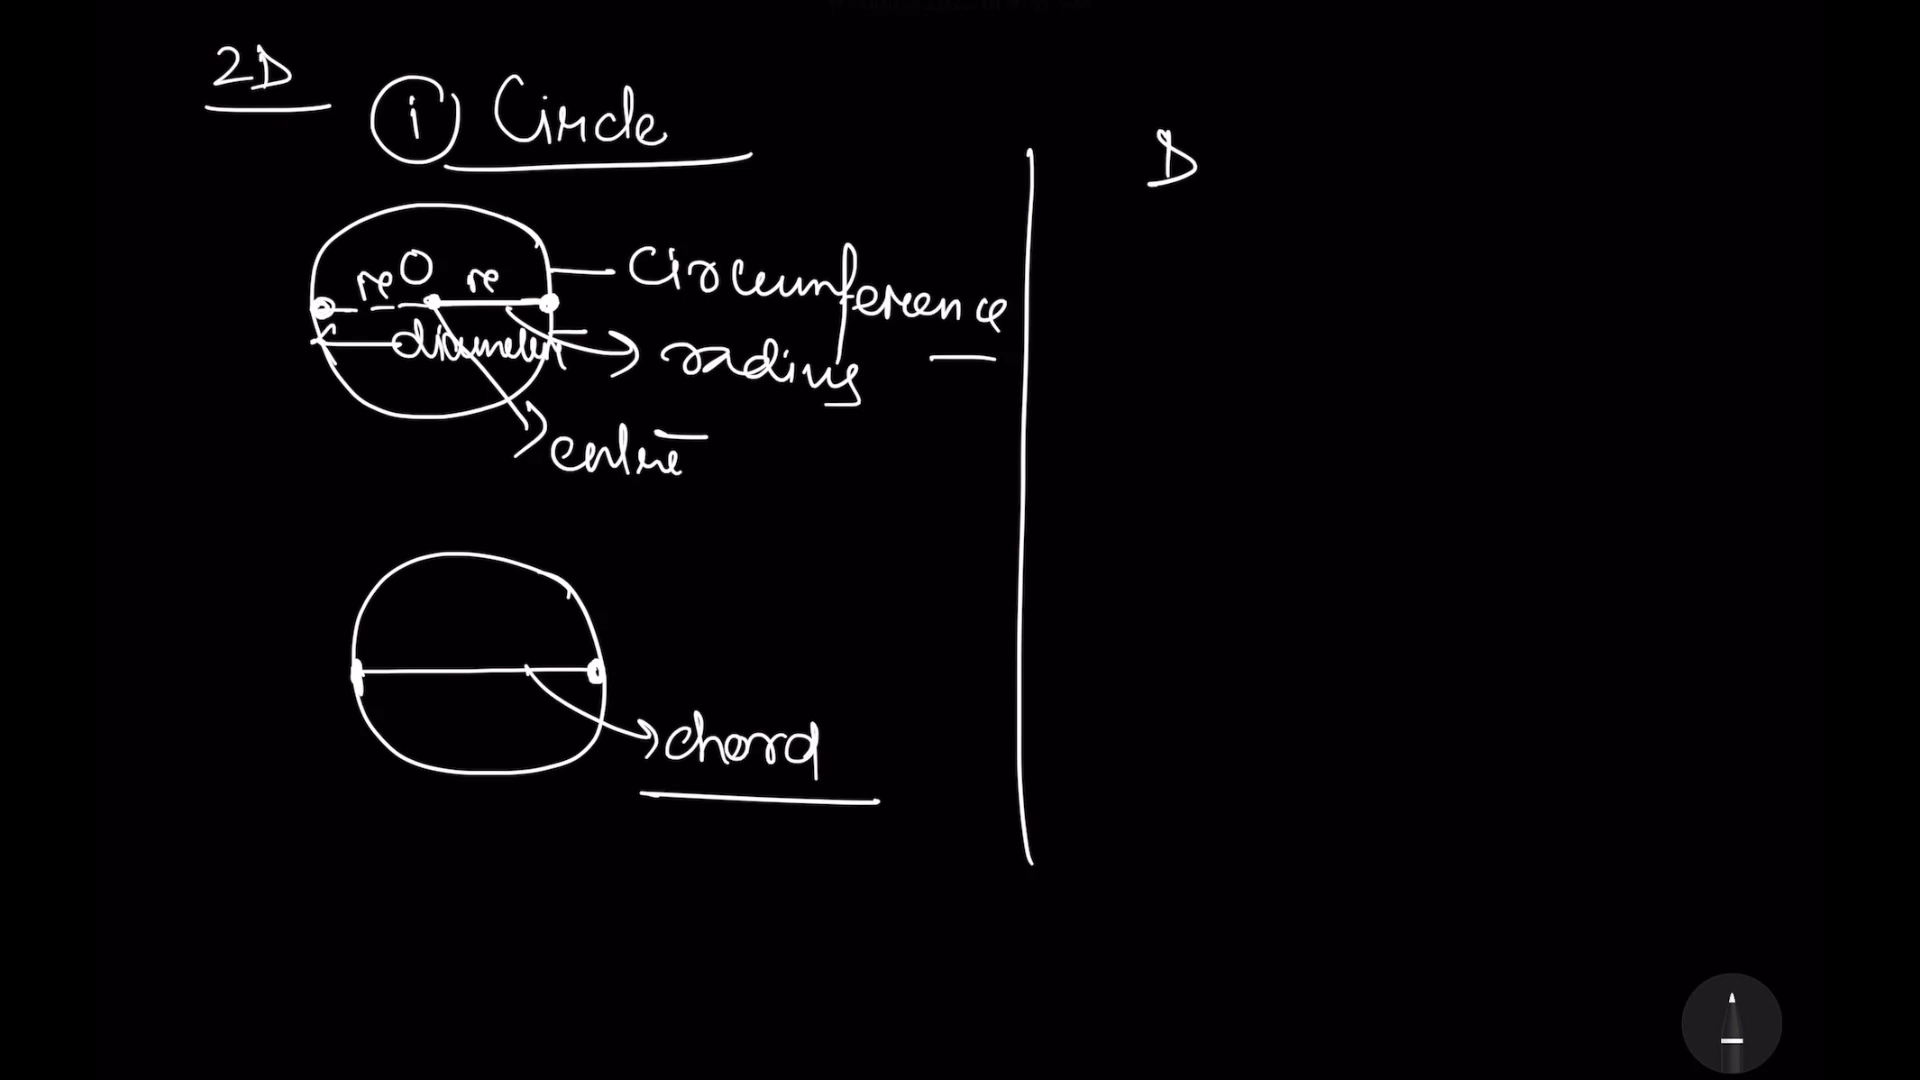 2D
i Circle
O
r r
Circumference
diameter
radius
centre
chord
D